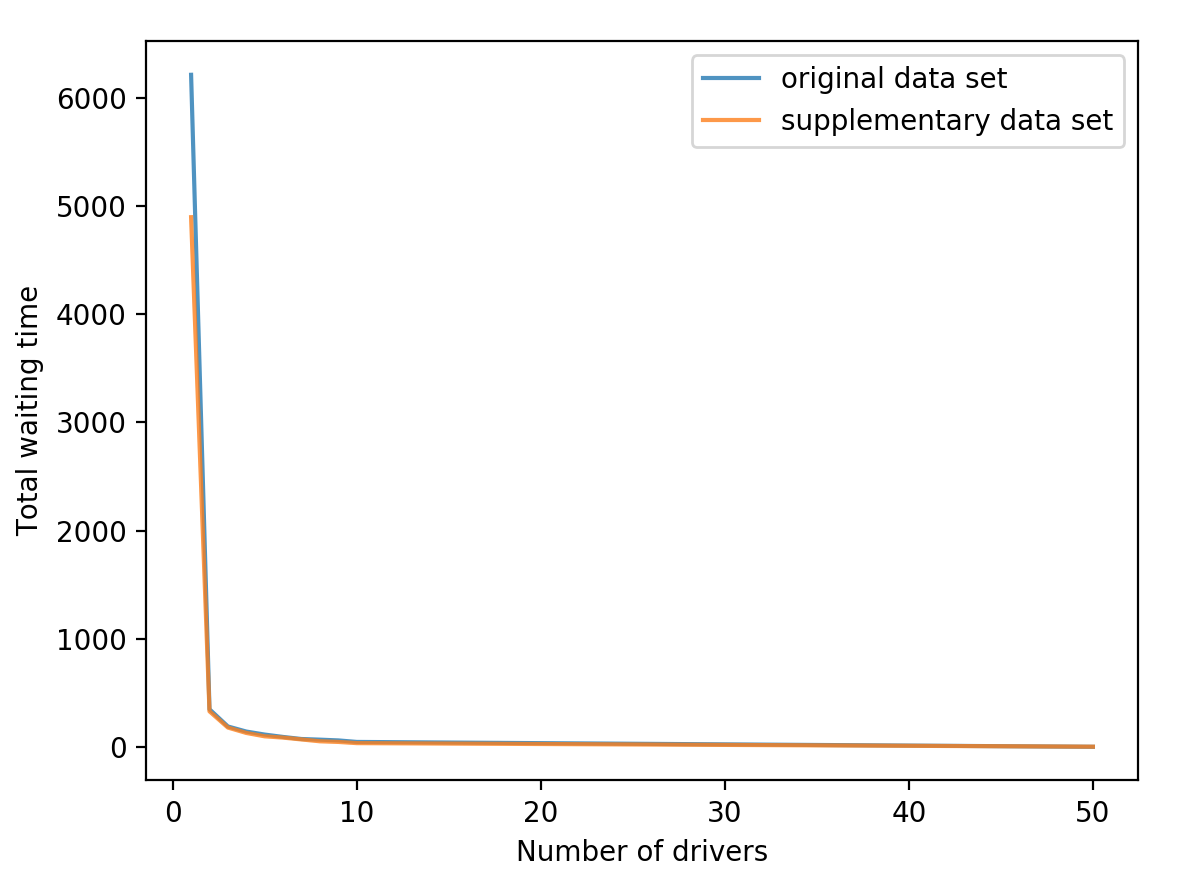 original data set
supplementary data set
6000
5000
4000
3000
2000
1000
0
Total waiting time
0 10 20 30 40 50
Number of drivers